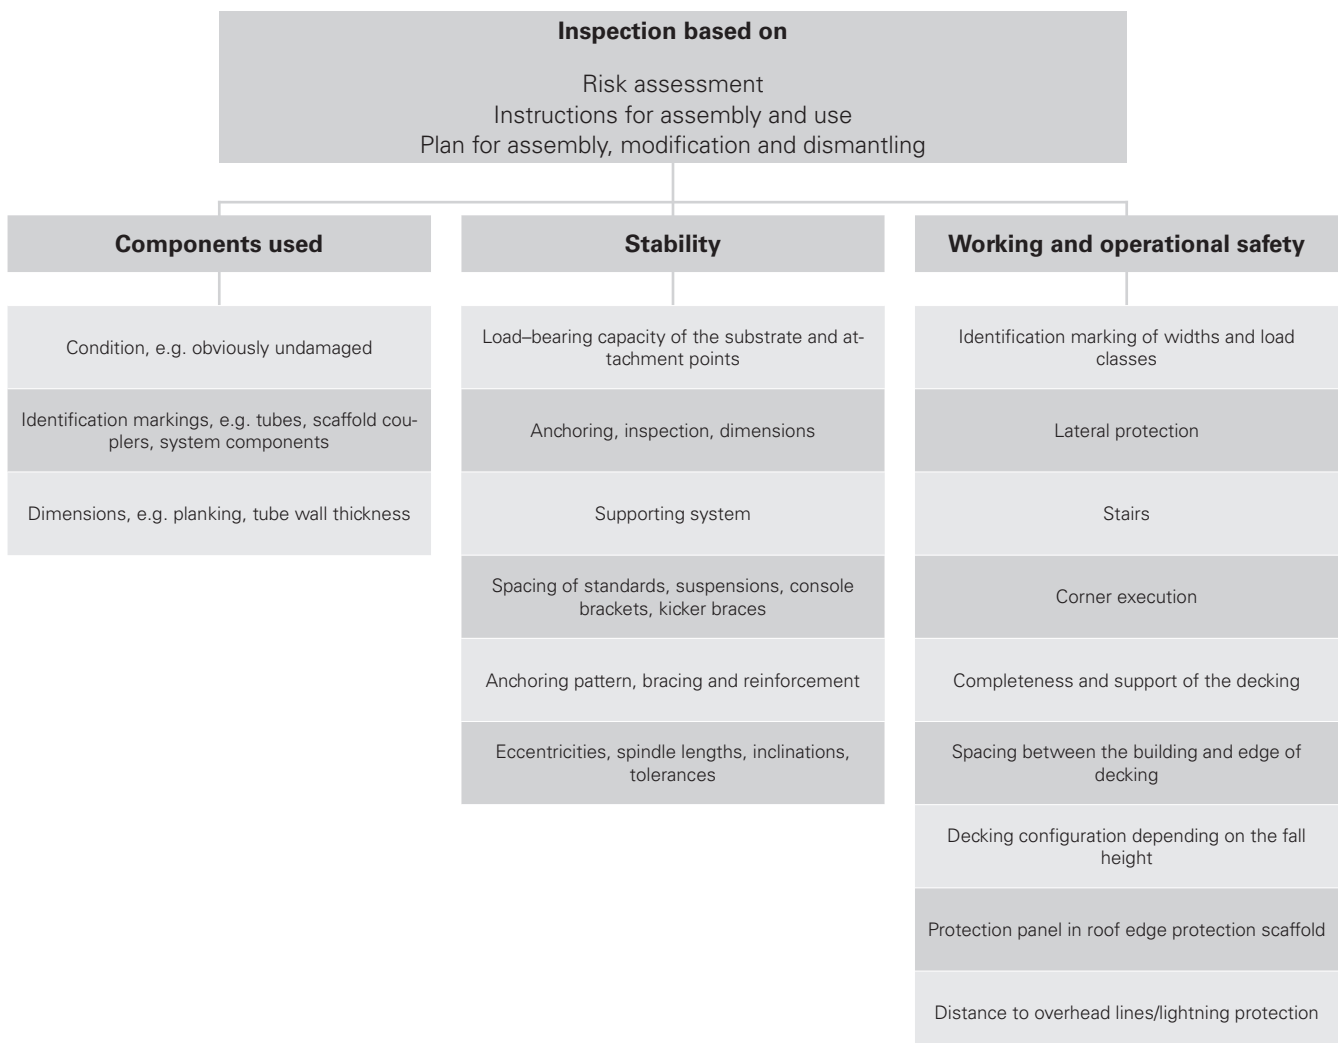 Inspection based on
Risk assessment
Instructions for assembly and use
Plan for assembly, modification and dismantling
Components used
Condition, e.g. obviously undamaged
Identification markings, e.g. tubes, scaffold cou-
plers, system components
Dimensions, e.g. planking, tube wall thickness
Stability
Load–bearing capacity of the substrate and at-
tachment points
Anchoring, inspection, dimensions
Supporting system
Spacing of standards, suspensions, console
brackets, kicker braces
Anchoring pattern, bracing and reinforcement
Eccentricities, spindle lengths, inclinations,
tolerances
Working and operational safety
Identification marking of widths and load
classes
Lateral protection
Stairs
Corner execution
Completeness and support of the decking
Spacing between the building and edge of
decking
Decking configuration depending on the fall
height
Protection panel in roof edge protection scaffold
Distance to overhead lines/lightning protection